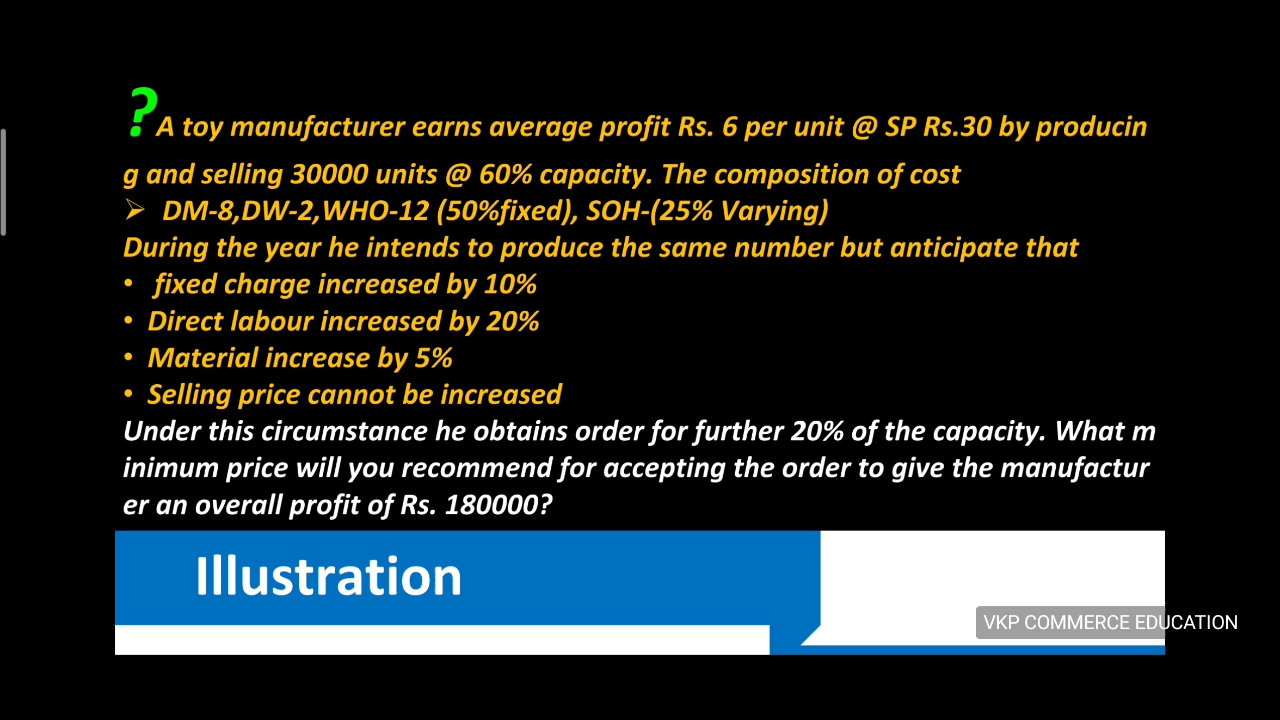 ?A toy manufacturer earns average profit Rs. 6 per unit @ SP Rs.30 by producin
g and selling 30000 units @ 60% capacity. The composition of cost
➢ DM-8,DW-2,WHO-12 (50%fixed), SOH-(25% Varying)
During the year he intends to produce the same number but anticipate that
• fixed charge increased by 10%
• Direct labour increased by 20%
• Material increase by 5%
• Selling price cannot be increased
Under this circumstance he obtains order for further 20% of the capacity. What m
inimum price will you recommend for accepting the order to give the manufactur
er an overall profit of Rs. 180000?
Illustration
VKP COMMERCE EDUCATION